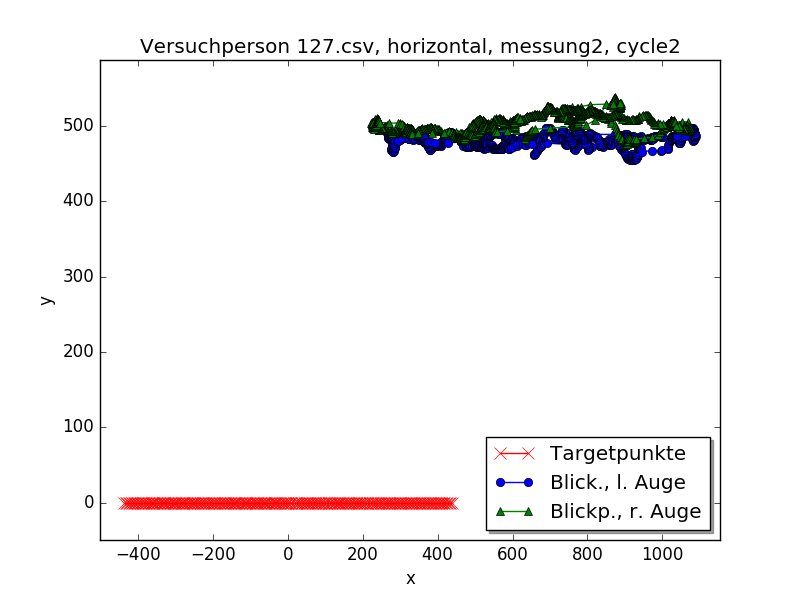 Versuchperson 127.csv, horizontal, messung2, cycle2
500
400
300
200
100
0
y
−400 −200 0 200 400 600 800 1000
x
Targetpunkte
Blick., l. Auge
Blickp., r. Auge